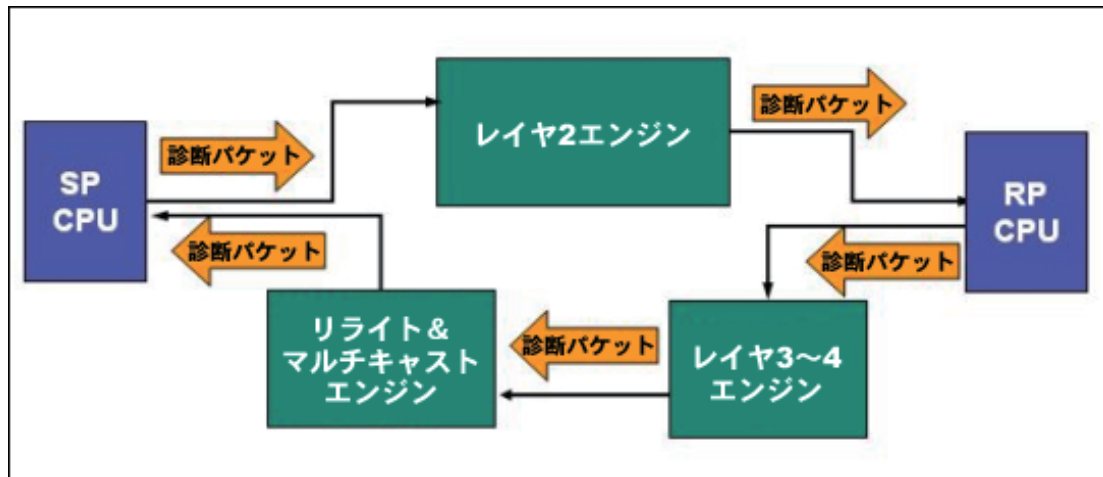 レイヤ2エンジン
診断パケット
診断パケット
SP
CPU
RP
CPU
診断パケット
診断パケット
リライト＆
マルチキャスト
エンジン
診断パケット
レイヤ3～4
エンジン